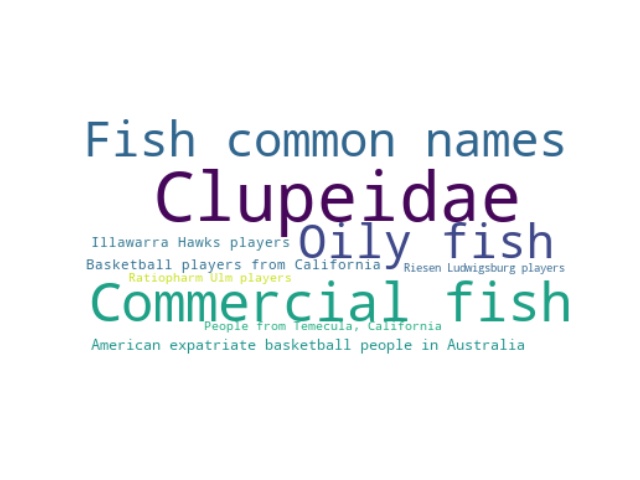 Fish common names
Clupeidae
Oily fish
Illawarra Hawks players
Basketball players from California
Riesen Ludwigsburg players
Ratiopharm Ulm players
Commercial fish
People from Temecula, California
American expatriate basketball people in Australia